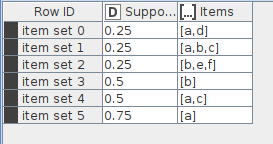 Row ID D Suppo... [...] Items
item set 0 0.25 [a,d]
item set 1 0.25 [a,b,c]
item set 2 0.25 [b,e,f]
item set 3 0.5 [b]
item set 4 0.5 [a,c]
item set 5 0.75 [a]